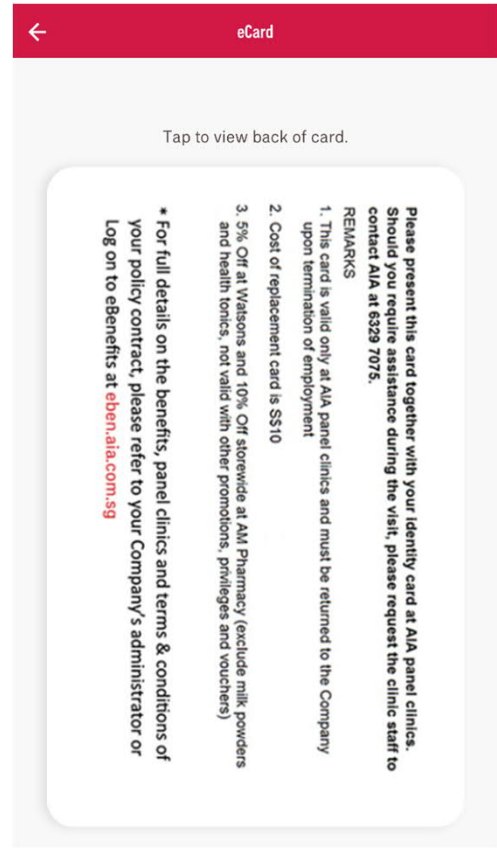 eCard
Tap to view back of card.
Please present this card together with your identity card at AIA panel clinics.
Should you require assistance during the visit, please request the clinic staff to
contact AIA at 6329 7075.
REMARKS
1. This card is valid only at AIA panel clinics and must be returned to the Company
upon termination of employment
2. Cost of replacement card is S$10
3. 5% Off at Watsons and 10% Off storewide at AM Pharmacy (exclude milk powders
and health tonics, not valid with other promotions, privileges and vouchers)
* For full details on the benefits, panel clinics and terms & conditions of
your policy contract, please refer to your Company's administrator or
Log on to eBenefits at eben.aia.com.sg